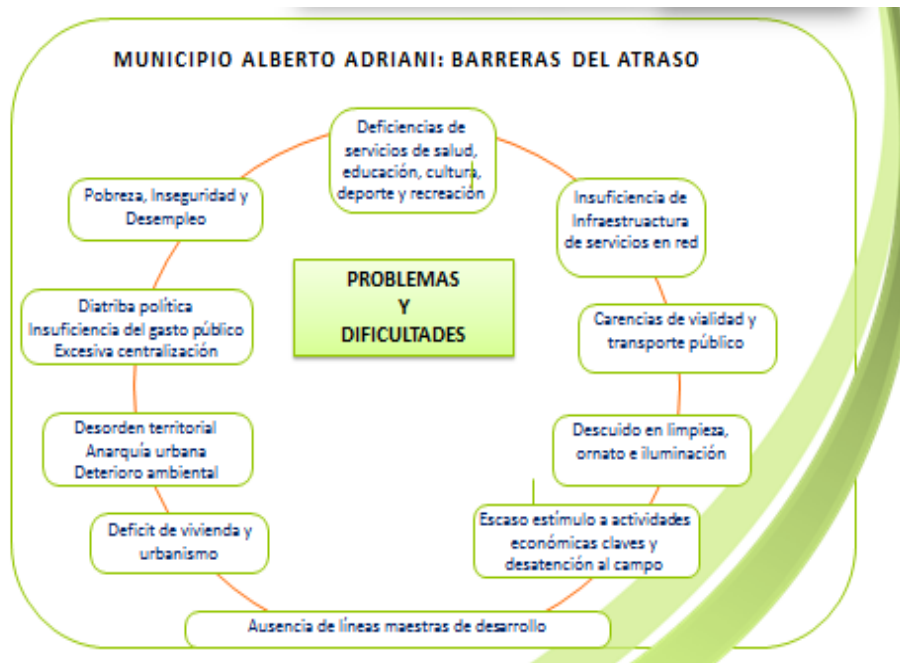 MUNICIPIO ALBERTO ADRIANI: BARRERAS DEL ATRASO
Deficiencias de
servicios de salud,
educación, cultura,
deporte y recreación
Insuficiencia de
Infraestruactura
de servicios en red
Carencias de vialidad y
transporte público
Descuido en limpieza,
ornato e iluminación
Escaso estímulo a actividades
económicas claves y
desatención al campo
Ausencia de líneas maestras de desarrollo
Deficit de vivienda y
urbanismo
Desorden territorial
Anarquía urbana
Deterioro ambiental
Diatriba política
Insuficiencia del gasto público
Excesiva centralización
Pobreza, Inseguridad y
Desempleo
PROBLEMAS
Y
DIFICULTADES